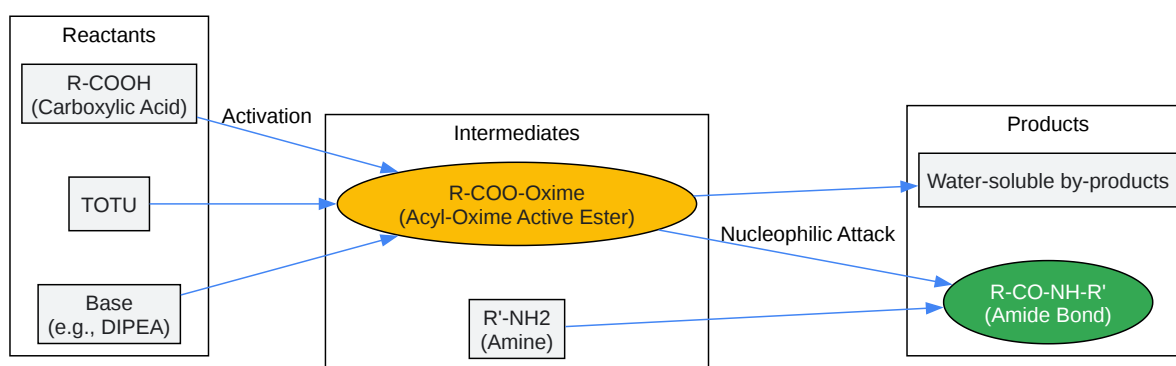 Reactants
R-COOH
(Carboxylic Acid)
Activation
TOTU
Base
(e.g., DIPEA)
Intermediates
R-COO-Oxime
(Acyl-Oxime Active Ester)
R'-NH2
(Amine)
Nucleophilic Attack
Products
Water-soluble by-products
R-CO-NH-R'
(Amide Bond)